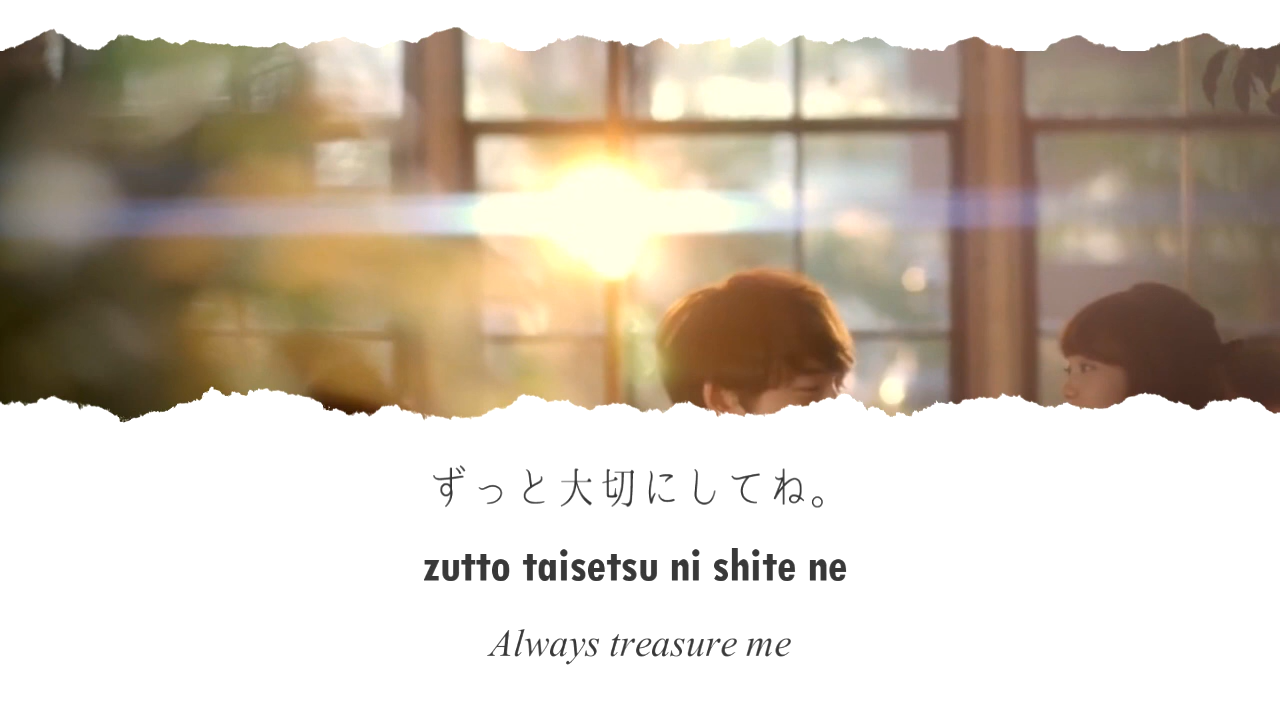 ずっと大切にしてね。
zutto taisetsu ni shite ne
Always treasure me